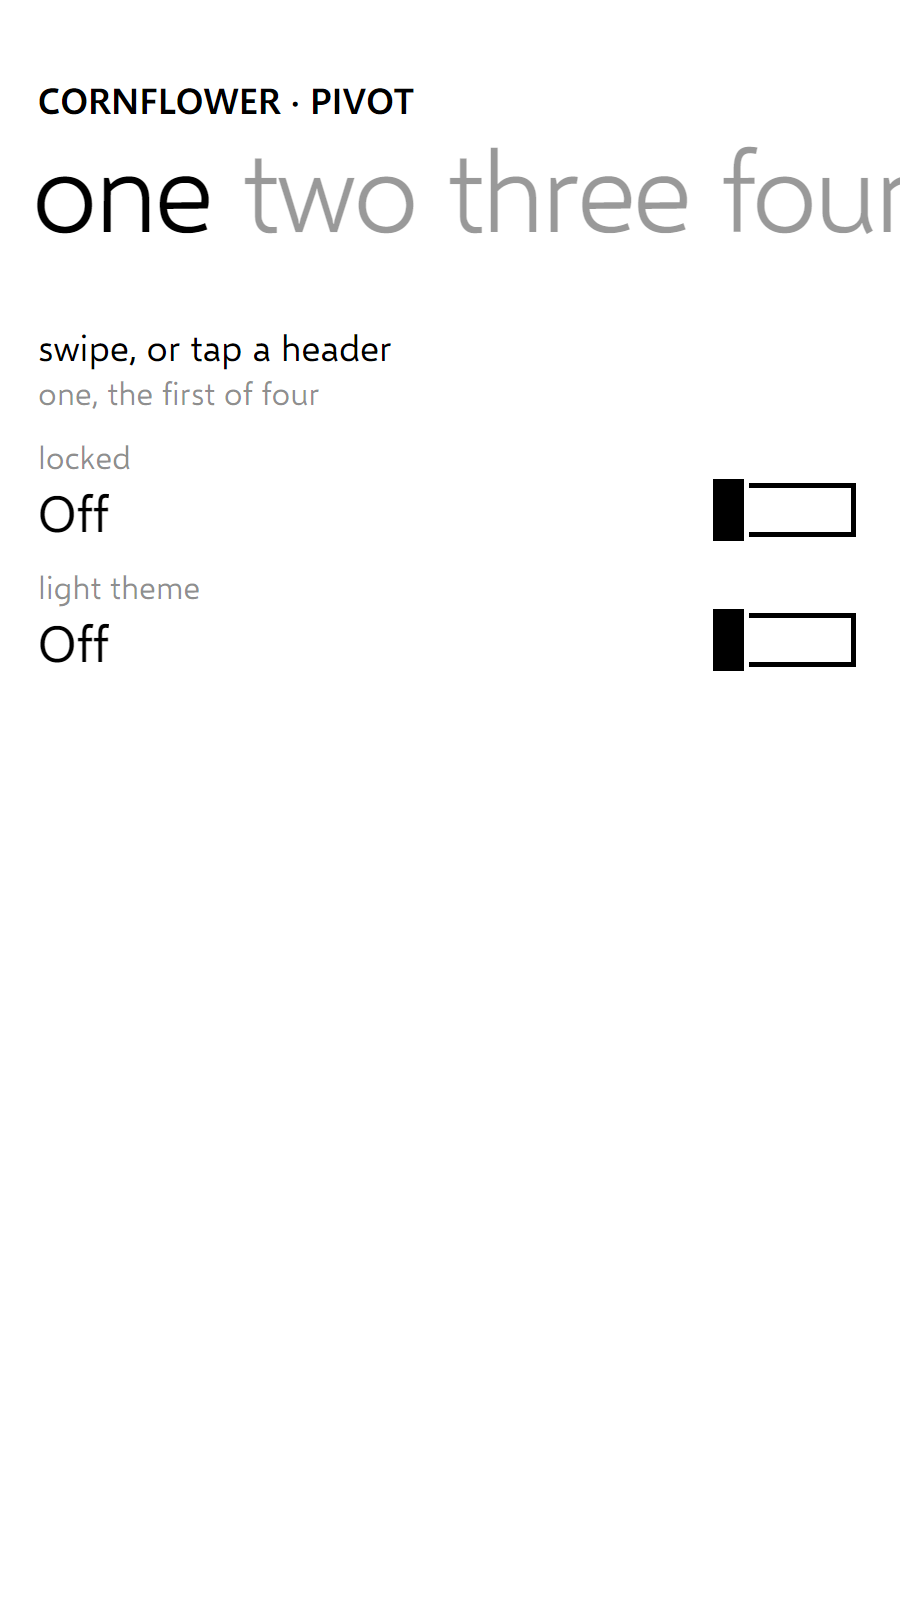 CORNFLOWER · PIVOT
one two three four
swipe, or tap a header
one, the first of four
locked
Off
light theme
Off